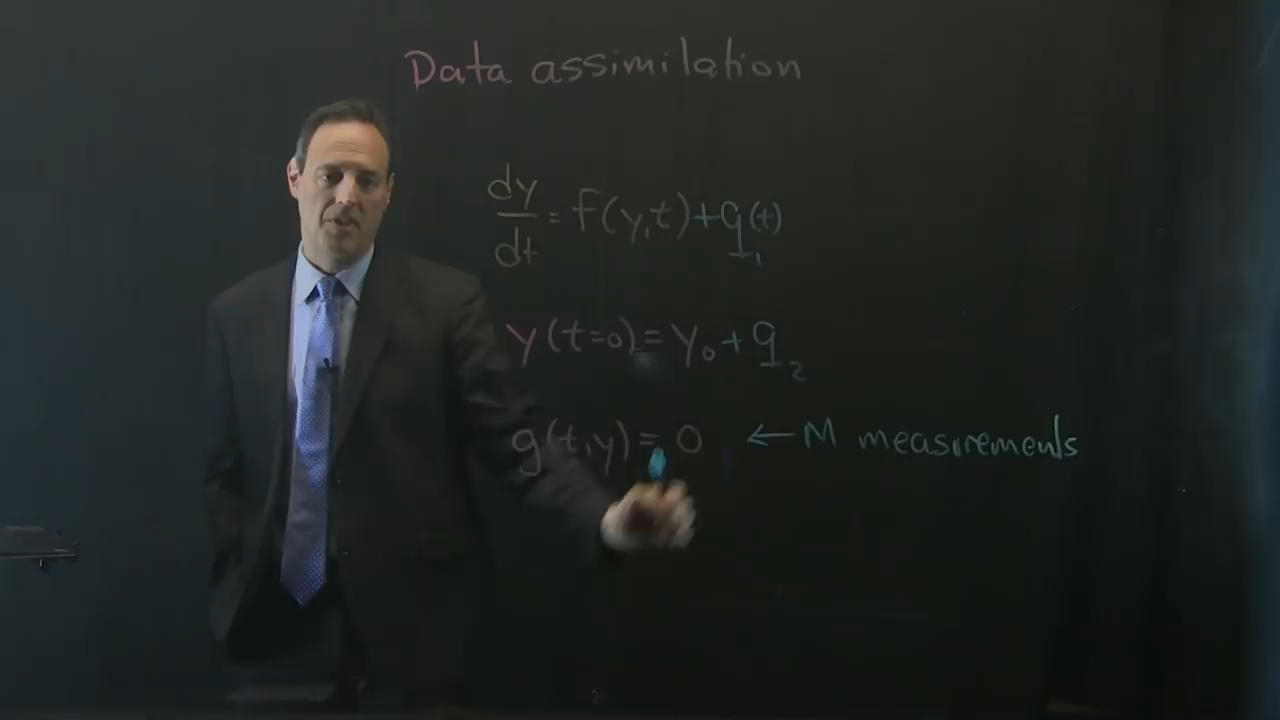 Data assimilation
dy/dt = f(y,t)+q₁(t)
y(t=0) = y₀ + q₂
g(t,y) = 0 ← M measurements